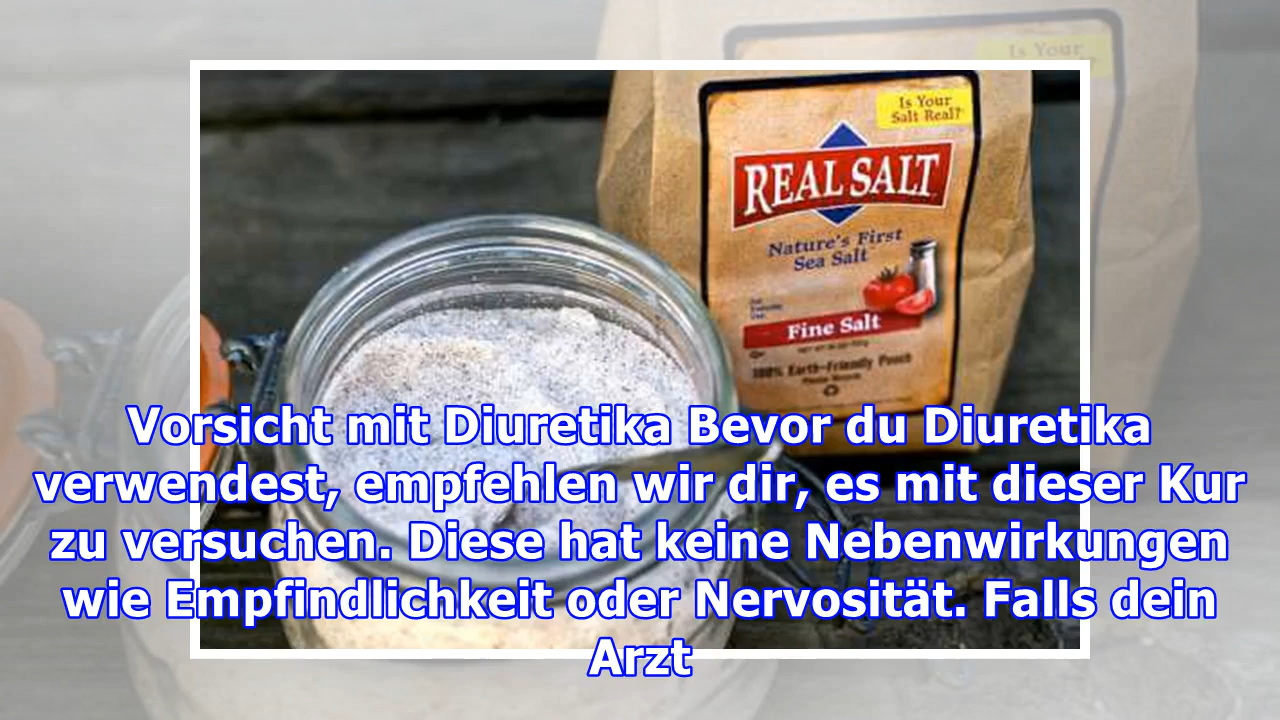 Is Your
Is Your
Salt Real?
REAL SALT
Nature's First
Sea Salt
Fine Salt
100% Earth-Friendly Pouch
Vorsicht mit Diuretika Bevor du Diuretika
verwendest, empfehlen wir dir, es mit dieser Kur
zu versuchen. Diese hat keine Nebenwirkungen
wie Empfindlichkeit oder Nervosität. Falls dein
Arzt